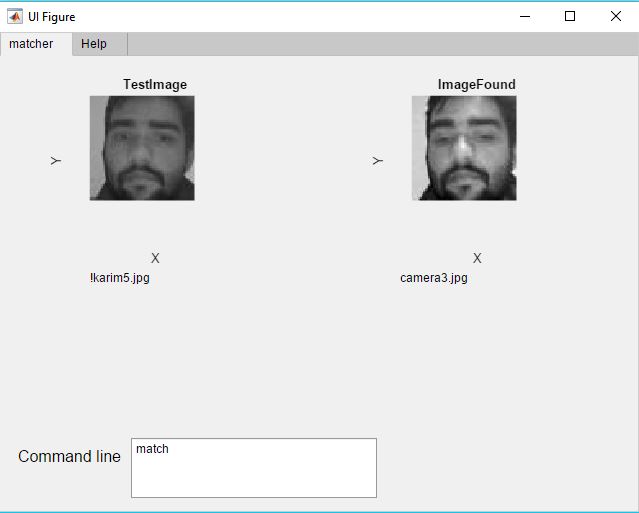 UI Figure
matcher Help
TestImage ImageFound
Y Y
X X
!karim5.jpg camera3.jpg
Command line match